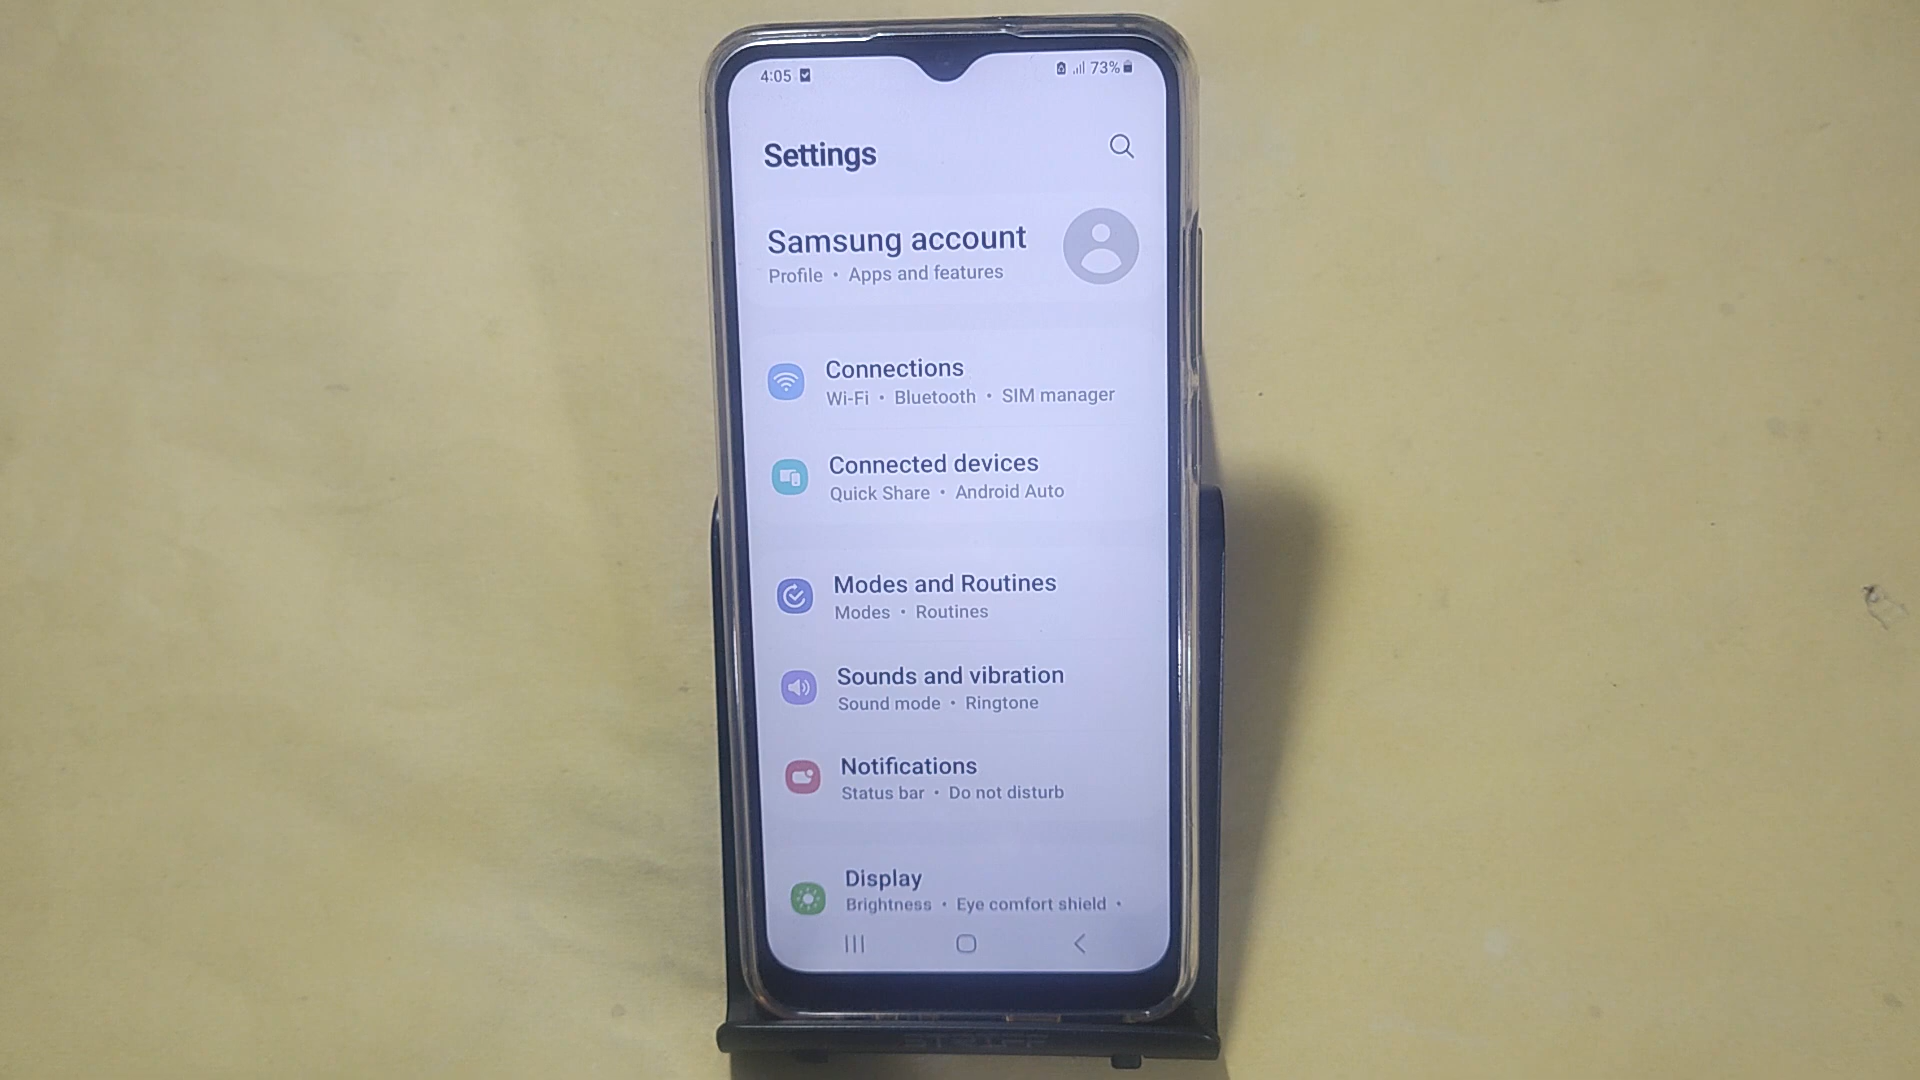 4:05 73%
Settings
Samsung account
Profile • Apps and features
Connections
Wi-Fi • Bluetooth • SIM manager
Connected devices
Quick Share • Android Auto
Modes and Routines
Modes • Routines
Sounds and vibration
Sound mode • Ringtone
Notifications
Status bar • Do not disturb
Display
Brightness • Eye comfort shield •